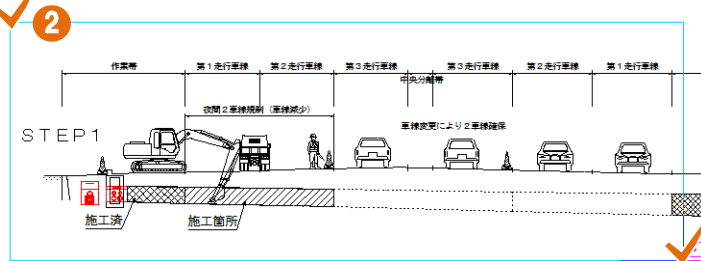 2
作業帯 第1走行車線 第2走行車線 第3走行車線 第3走行車線 第2走行車線 第1走行車線
中央分離帯
夜間2車線規制（車線減少）
車線変更により2車線確保
STEP1
施工済 施工箇所